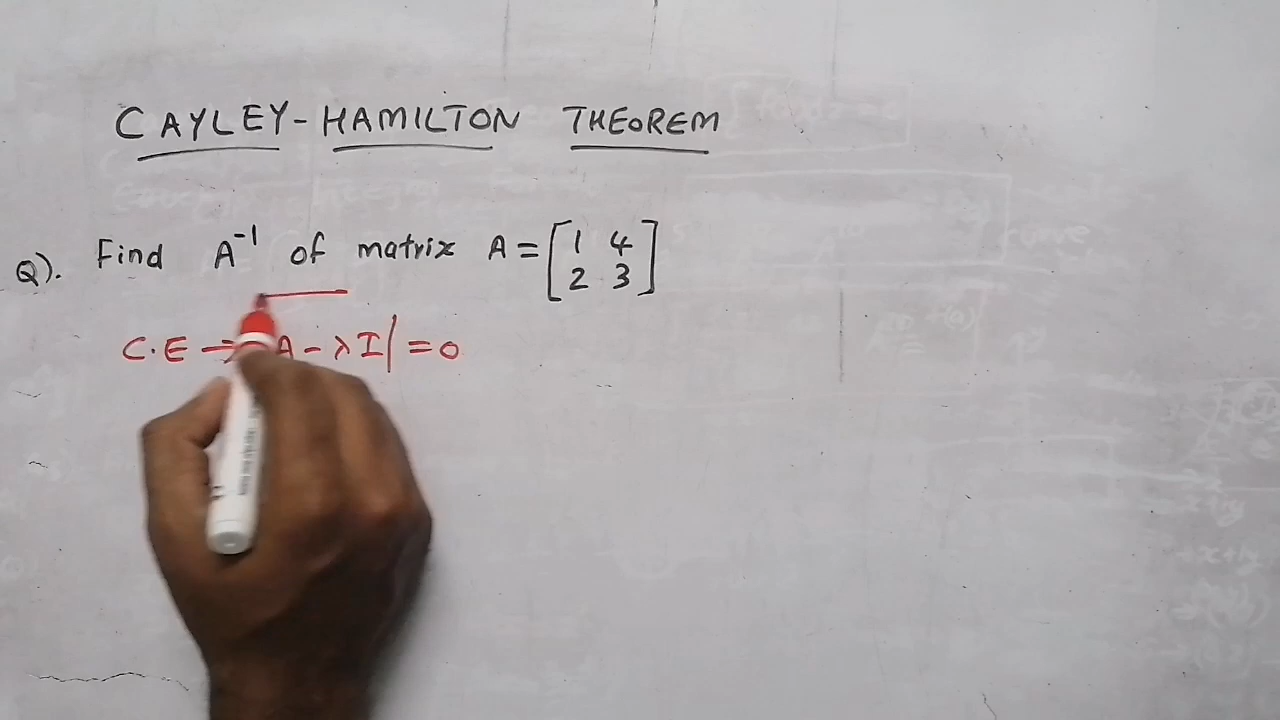 CAYLEY-HAMILTON THEOREM
Q). Find A⁻¹ of matrix A = [1 4
2 3]
C.E → A - λI| = 0